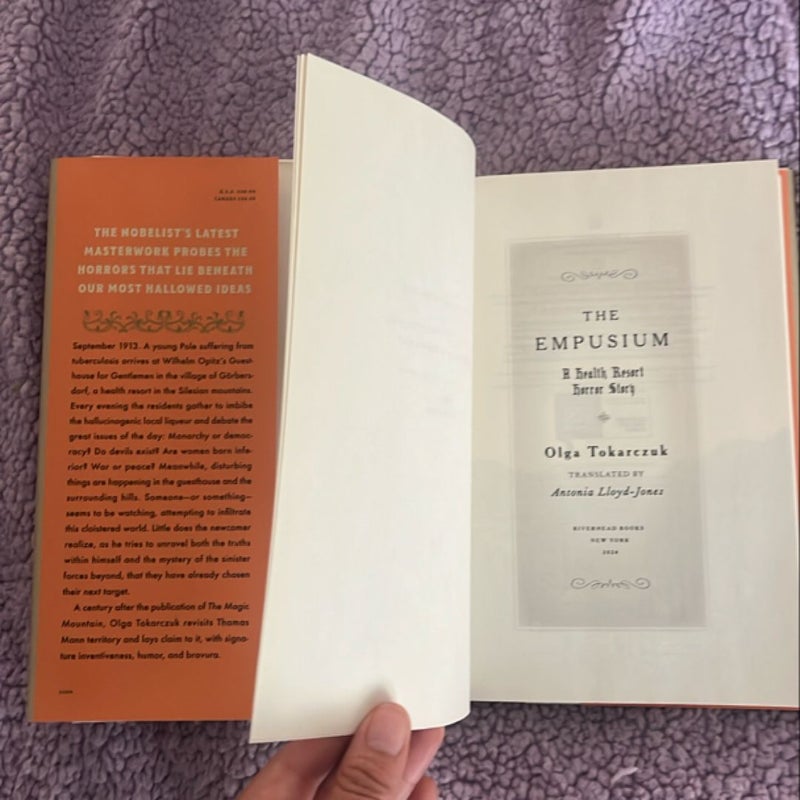 THE NOBELIST'S LATEST
MASTERWORK PROBES THE
HORRORS THAT LIE BENEATH
OUR MOST HALLOWED IDEAS
September 1913. A young Pole suffering from
tuberculosis arrives at Wilhelm Opitz's Guest-
house for Gentlemen in the village of Görbers-
dorf, a health resort in the Silesian mountains.
Every evening the residents gather to imbibe
the hallucinogenic local liqueur and debate the
great issues of the day: Monarchy or democ-
racy? Do devils exist? Are women born infe-
rior? War or peace? Meanwhile, disturbing
things are happening in the guesthouse and the
surrounding hills. Someone—or something—
seems to be watching, attempting to infiltrate
this cloistered world. Little does the newcomer
realize, as he tries to unravel both the truths
within himself and the mystery of the sinister
forces beyond, that they have already chosen
their next target.
A century after the publication of The Magic
Mountain, Olga Tokarczuk revisits Thomas
Mann territory and lays claim to it, with signa-
ture inventiveness, humor, and bravura.
THE
EMPUSIUM
A Health Resort
Horror Story
Olga Tokarczuk
TRANSLATED BY
Antonia Lloyd-Jones
RIVERHEAD BOOKS
NEW YORK
2024